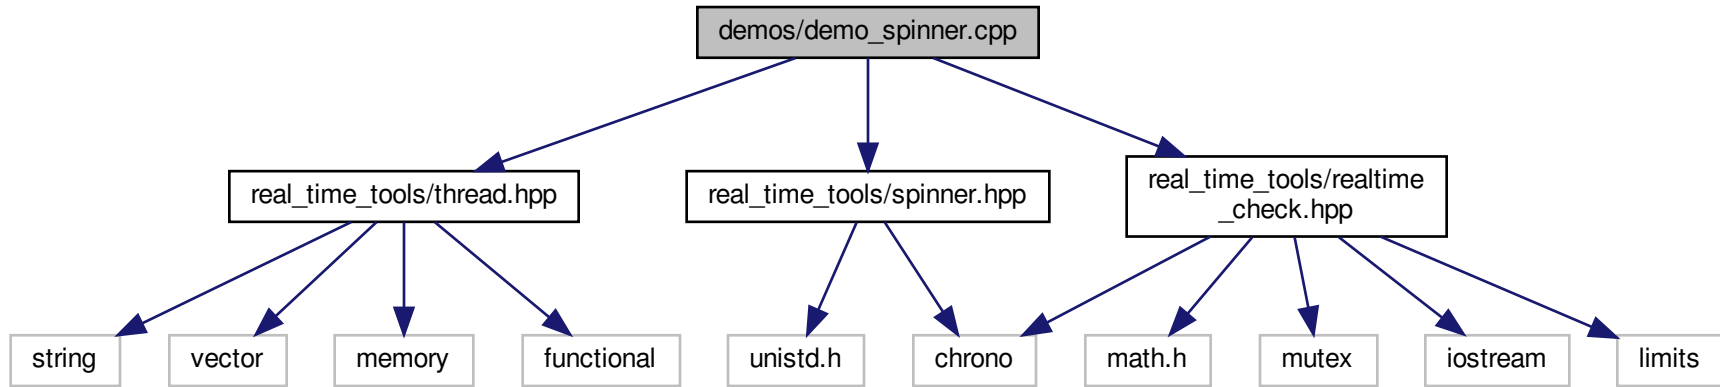 demos/demo_spinner.cpp
real_time_tools/thread.hpp
real_time_tools/spinner.hpp
real_time_tools/realtime
_check.hpp
string
vector
memory
functional
unistd.h
chrono
math.h
mutex
iostream
limits